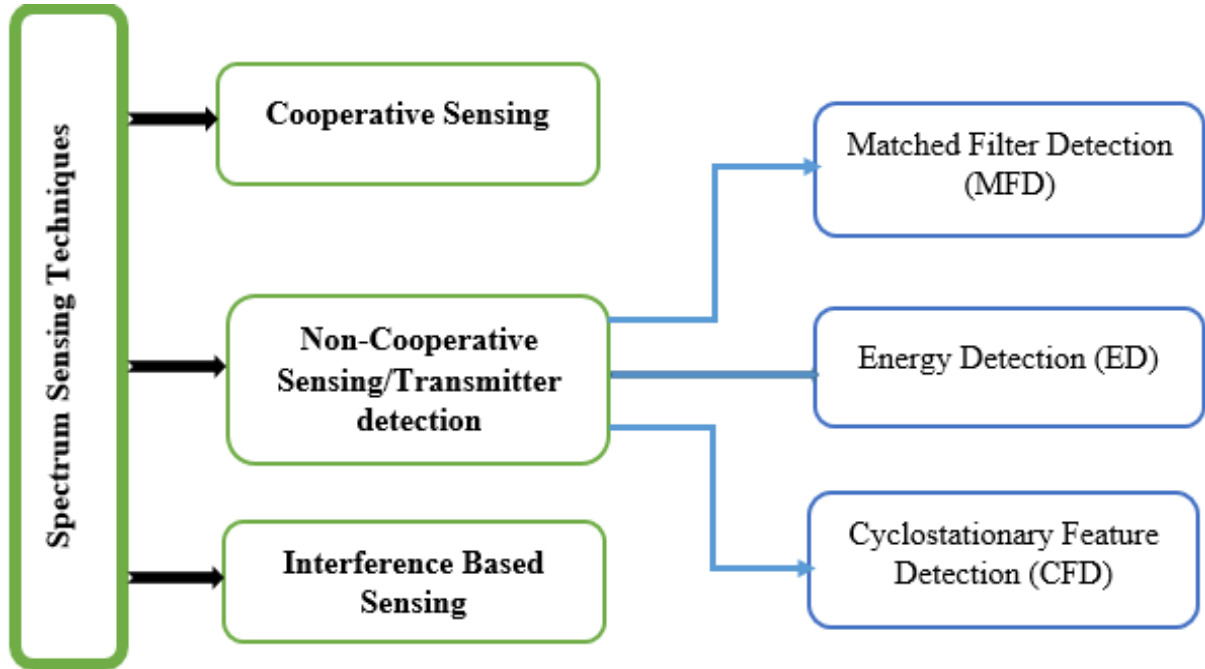 Spectrum Sensing Techniques
Cooperative Sensing
Non-Cooperative
Sensing/Transmitter
detection
Interference Based
Sensing
Matched Filter Detection
(MFD)
Energy Detection (ED)
Cyclostationary Feature
Detection (CFD)